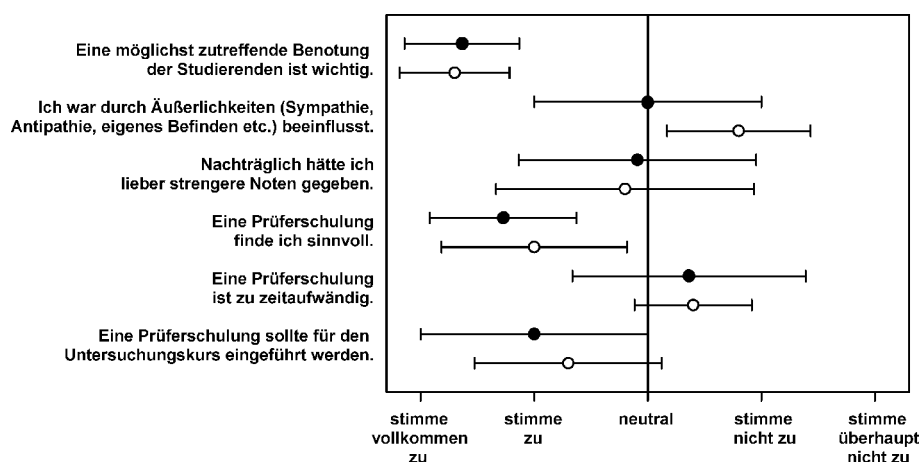 Eine möglichst zutreffende Benotung
der Studierenden ist wichtig.
Ich war durch Äußerlichkeiten (Sympathie,
Antipathie, eigenes Befinden etc.) beeinflusst.
Nachträglich hätte ich
lieber strengere Noten gegeben.
Eine Prüferschulung
finde ich sinnvoll.
Eine Prüferschulung
ist zu zeitaufwändig.
Eine Prüferschulung sollte für den
Untersuchungskurs eingeführt werden.
stimme
vollkommen
zu
stimme
zu
neutral
stimme
nicht zu
stimme
überhaupt
nicht zu